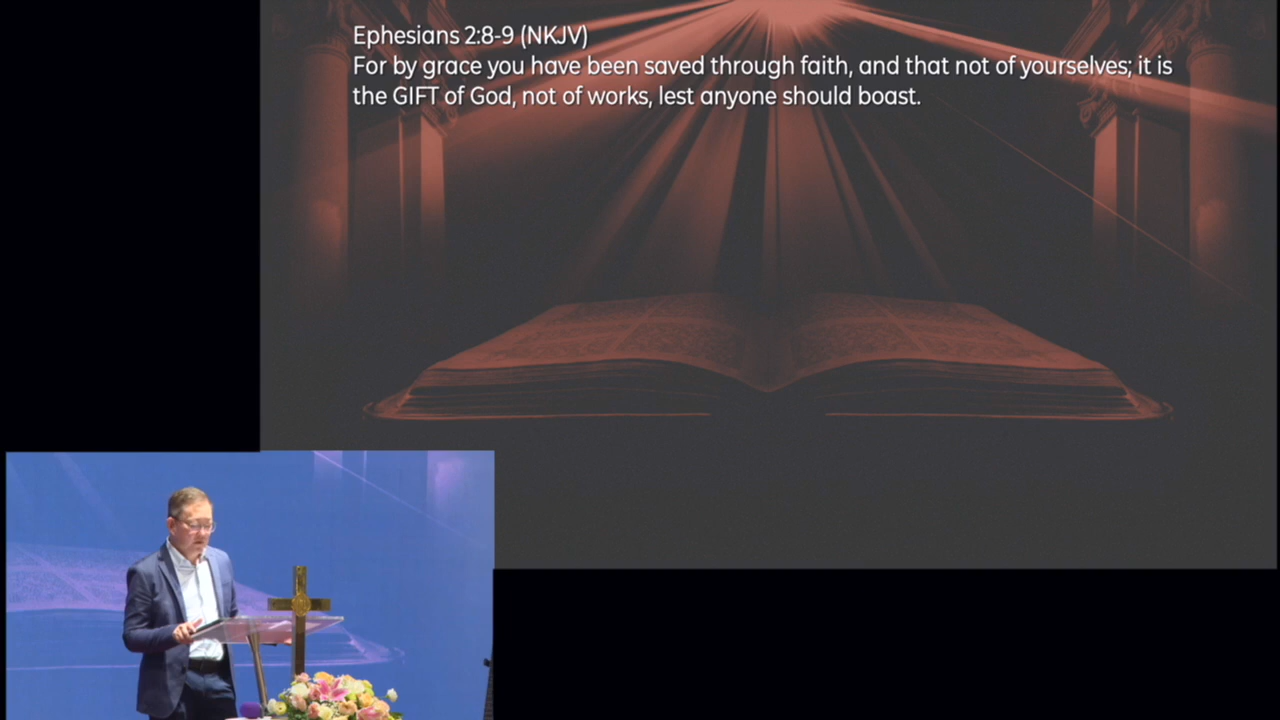 Ephesians 2:8-9 (NKJV)
For by grace you have been saved through faith, and that not of yourselves; it is
the GIFT of God, not of works, lest anyone should boast.